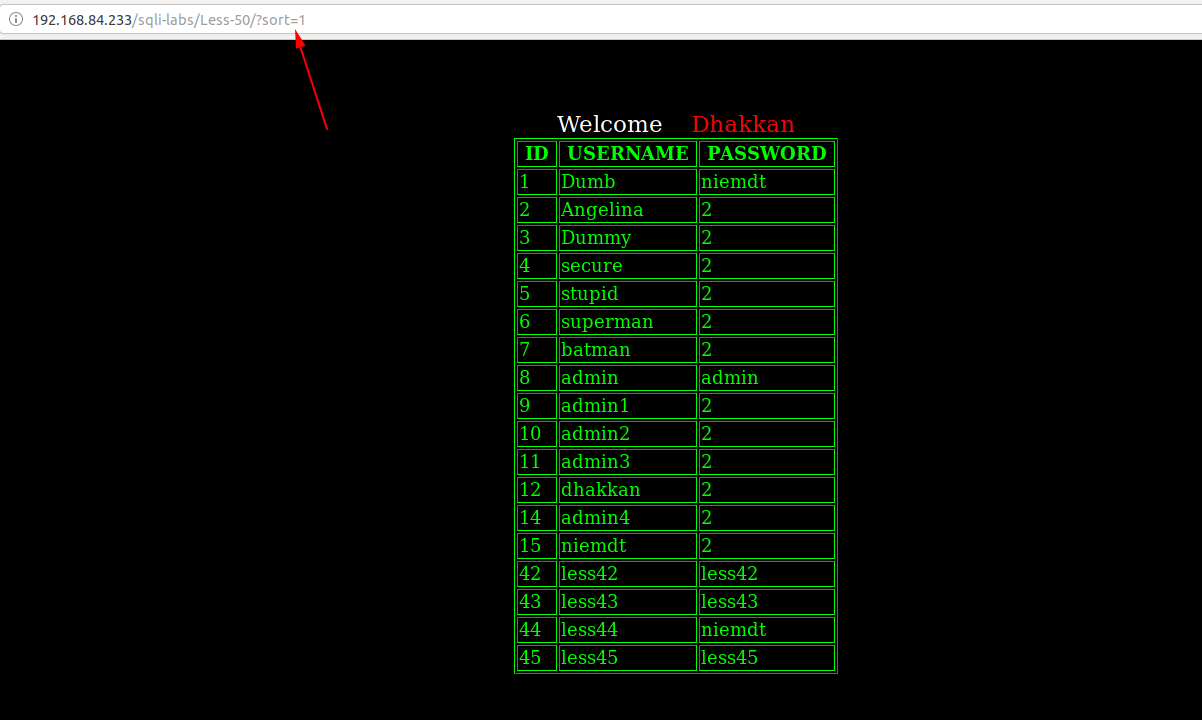 192.168.84.233/sqli-labs/Less-50/?sort=1
Welcome Dhakkan
ID USERNAME PASSWORD
1 Dumb niemdt
2 Angelina 2
3 Dummy 2
4 secure 2
5 stupid 2
6 superman 2
7 batman 2
8 admin admin
9 admin1 2
10 admin2 2
11 admin3 2
12 dhakkan 2
14 admin4 2
15 niemdt 2
42 less42 less42
43 less43 less43
44 less44 niemdt
45 less45 less45